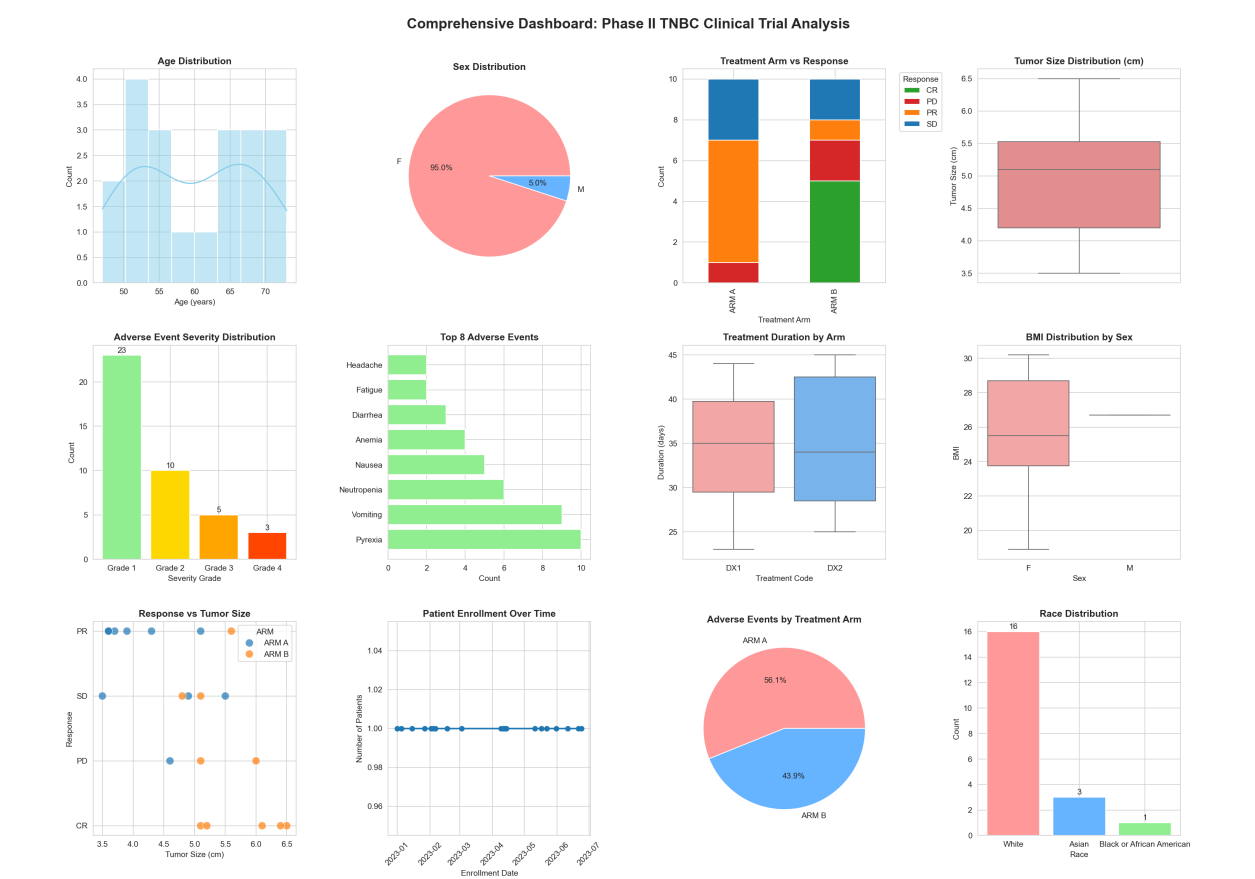 Comprehensive Dashboard: Phase II TNBC Clinical Trial Analysis
Age Distribution
4.0
3.5
3.0
2.5
2.0
1.5
1.0
0.5
0.0
Count
50 55 60 65 70
Age (years)
Sex Distribution
F
95.0%
5.0%
M
Treatment Arm vs Response
10
8
6
4
2
0
Count
ARM A
ARM B
Treatment Arm
Response
CR
PD
PR
SD
Tumor Size Distribution (cm)
6.5
6.0
5.5
5.0
4.5
4.0
3.5
Tumor Size (cm)
Adverse Event Severity Distribution
23
10
5
3
20
15
10
5
0
Count
Grade 1 Grade 2 Grade 3 Grade 4
Severity Grade
Top 8 Adverse Events
Headache
Fatigue
Diarrhea
Anemia
Nausea
Neutropenia
Vomiting
Pyrexia
0 2 4 6 8 10
Count
Treatment Duration by Arm
45
40
35
30
25
Duration (days)
DX1 DX2
Treatment Code
BMI Distribution by Sex
30
28
26
24
22
20
BMI
F M
Sex
Response vs Tumor Size
PR
SD
PD
CR
Response
ARM
ARM A
ARM B
3.5 4.0 4.5 5.0 5.5 6.0 6.5
Tumor Size (cm)
Patient Enrollment Over Time
1.04
1.02
1.00
0.98
0.96
Number of Patients
2023-01 2023-02 2023-03 2023-04 2023-05 2023-06 2023-07
Enrollment Date
Adverse Events by Treatment Arm
ARM A
56.1%
43.9%
ARM B
Race Distribution
16
3
1
16
14
12
10
8
6
4
2
0
Count
White Asian Black or African American
Race